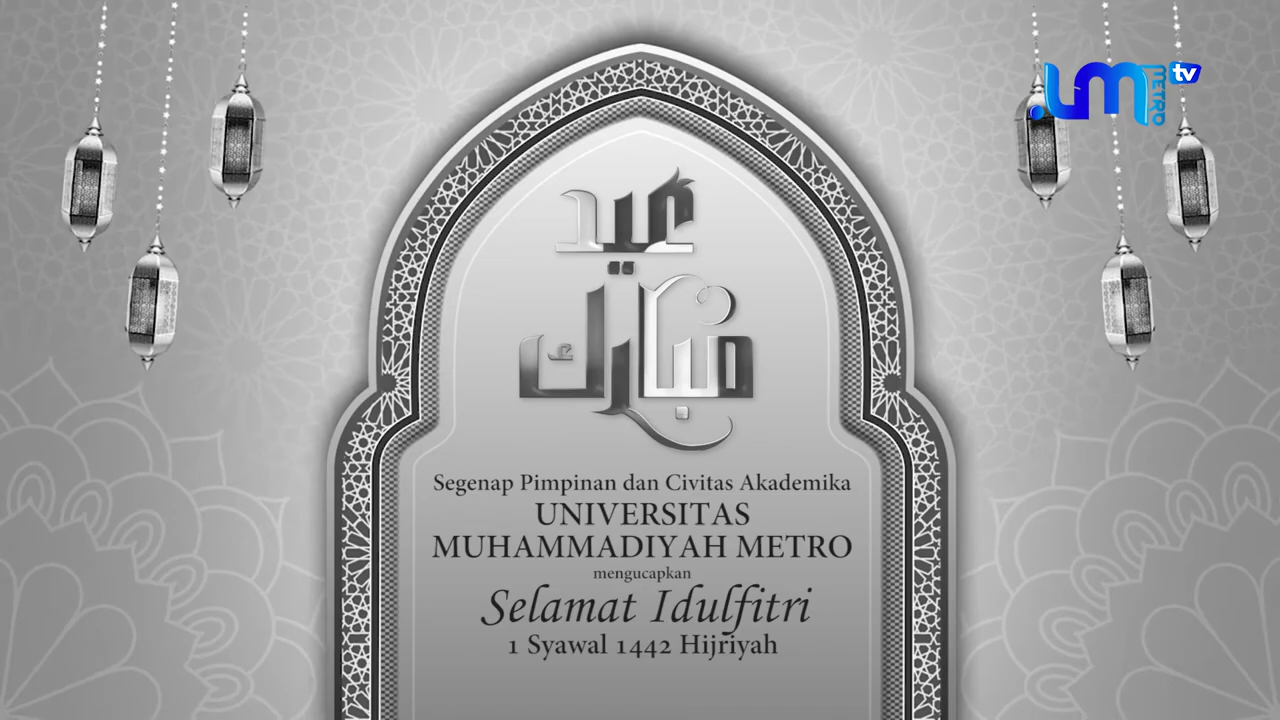 UM METRO tv
عيد
مبارك
Segenap Pimpinan dan Civitas Akademika
UNIVERSITAS
MUHAMMADIYAH METRO
mengucapkan
Selamat Idulfitri
1 Syawal 1442 Hijriyah